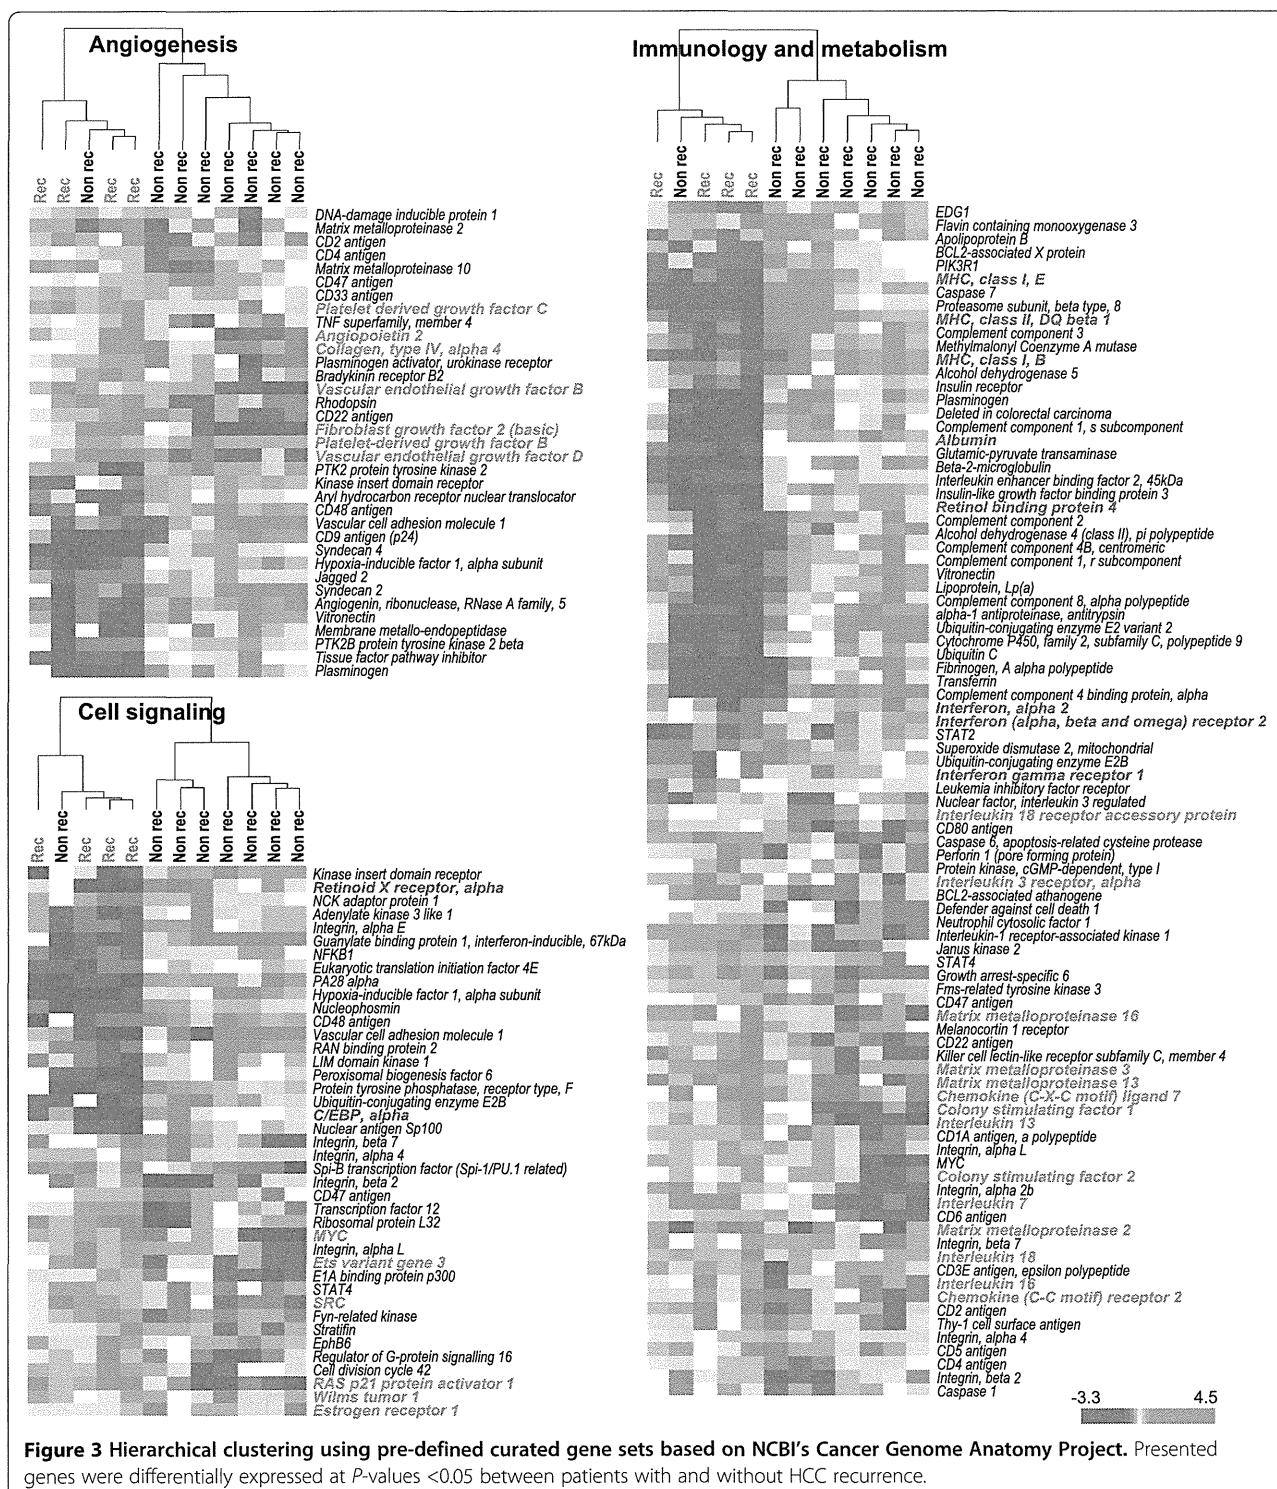 Angiogenesis
Rec
Rec
Non rec
Rec
Rec
Non rec
Non rec
Non rec
Non rec
Non rec
Non rec
Non rec
DNA-damage inducible protein 1
Matrix metalloproteinase 2
CD2 antigen
CD4 antigen
Matrix metalloproteinase 10
CD47 antigen
CD33 antigen
Platelet derived growth factor C
TNF superfamily, member 4
Angiopoietin 2
Collagen, type IV, alpha 4
Plasminogen activator, urokinase receptor
Bradykinin receptor B2
Vascular endothelial growth factor B
Rhodopsin
CD22 antigen
Fibroblast growth factor 2 (basic)
Platelet-derived growth factor B
Vascular endothelial growth factor D
PTK2 protein tyrosine kinase 2
Kinase insert domain receptor
Aryl hydrocarbon receptor nuclear translocator
CD48 antigen
Vascular cell adhesion molecule 1
CD9 antigen (p24)
Syndecan 4
Hypoxia-inducible factor 1, alpha subunit
Jagged 2
Syndecan 2
Angiogenin, ribonuclease, RNase A family, 5
Vitronectin
Membrane metallo-endopeptidase
PTK2B protein tyrosine kinase 2 beta
Tissue factor pathway inhibitor
Plasminogen
Cell signaling
Rec
Non rec
Rec
Rec
Rec
Non rec
Non rec
Non rec
Non rec
Non rec
Non rec
Non rec
Kinase insert domain receptor
Retinoid X receptor, alpha
NCK adaptor protein 1
Adenylate kinase 3 like 1
Integrin, alpha E
Guanylate binding protein 1, interferon-inducible, 67kDa
NFKB1
Eukaryotic translation initiation factor 4E
PA28 alpha
Hypoxia-inducible factor 1, alpha subunit
Nucleophosmin
CD48 antigen
Vascular cell adhesion molecule 1
RAN binding protein 2
LIM domain kinase 1
Peroxisomal biogenesis factor 6
Protein tyrosine phosphatase, receptor type, F
Ubiquitin-conjugating enzyme E2B
C/EBP, alpha
Nuclear antigen Sp100
Integrin, beta 7
Integrin, alpha 4
Spi-B transcription factor (Spi-1/PU.1 related)
Integrin, beta 2
CD47 antigen
Transcription factor 12
Ribosomal protein L32
MYC
Integrin, alpha L
Ets variant gene 3
E1A binding protein p300
STAT4
SRC
Fyn-related kinase
Stratifin
EphB6
Regulator of G-protein signalling 16
Cell division cycle 42
RAS p21 protein activator 1
Wilms tumor 1
Estrogen receptor 1
Immunology and metabolism
Rec
Non rec
Rec
Rec
Rec
Non rec
Non rec
Non rec
Non rec
Non rec
Non rec
Non rec
EDG1
Flavin containing monooxygenase 3
Apolipoprotein B
BCL2-associated X protein
PIK3R1
MHC, class I, E
Caspase 7
Proteasome subunit, beta type, 8
MHC, class II, DQ beta 1
Complement component 3
Methylmalonyl Coenzyme A mutase
MHC, class I, B
Alcohol dehydrogenase 5
Insulin receptor
Plasminogen
Deleted in colorectal carcinoma
Complement component 1, s subcomponent
Albumin
Glutamic-pyruvate transaminase
Beta-2-microglobulin
Interleukin enhancer binding factor 2, 45kDa
Insulin-like growth factor binding protein 3
Retinol binding protein 4
Complement component 2
Alcohol dehydrogenase 4 (class II), pi polypeptide
Complement component 4B, centromeric
Complement component 1, r subcomponent
Vitronectin
Lipoprotein, Lp(a)
Complement component 8, alpha polypeptide
alpha-1 antiproteinase, antitrypsin
Ubiquitin-conjugating enzyme E2 variant 2
Cytochrome P450, family 2, subfamily C, polypeptide 9
Ubiquitin C
Fibrinogen, A alpha polypeptide
Transferrin
Complement component 4 binding protein, alpha
Interferon, alpha 2
Interferon (alpha, beta and omega) receptor 2
STAT2
Superoxide dismutase 2, mitochondrial
Ubiquitin-conjugating enzyme E2B
Interferon gamma receptor 1
Leukemia inhibitory factor receptor
Nuclear factor, interleukin 3 regulated
Interleukin 18 receptor accessory protein
CD80 antigen
Caspase 6, apoptosis-related cysteine protease
Perforin 1 (pore forming protein)
Protein kinase, cGMP-dependent, type I
Interleukin 3 receptor, alpha
BCL2-associated athanogene
Defender against cell death 1
Neutrophil cytosolic factor 1
Interleukin-1 receptor-associated kinase 1
Janus kinase 2
STAT4
Growth arrest-specific 6
Fms-related tyrosine kinase 3
CD47 antigen
Matrix metalloproteinase 16
Melanocortin 1 receptor
CD22 antigen
Killer cell lectin-like receptor subfamily C, member 4
Matrix metalloproteinase 3
Matrix metalloproteinase 13
Chemokine (C-X-C motif) ligand 7
Colony stimulating factor 1
Interleukin 13
CD1A antigen, a polypeptide
Integrin, alpha L
MYC
Colony stimulating factor 2
Integrin, alpha 2b
Interleukin 7
CD6 antigen
Matrix metalloproteinase 2
Integrin, beta 7
Interleukin 18
CD3E antigen, epsilon polypeptide
Interleukin 16
Chemokine (C-C motif) receptor 2
CD2 antigen
Thy-1 cell surface antigen
Integrin, alpha 4
CD5 antigen
CD4 antigen
Integrin, beta 2
Caspase 1
-3.3 4.5
Figure 3 Hierarchical clustering using pre-defined curated gene sets based on NCBI's Cancer Genome Anatomy Project. Presented
genes were differentially expressed at P-values <0.05 between patients with and without HCC recurrence.